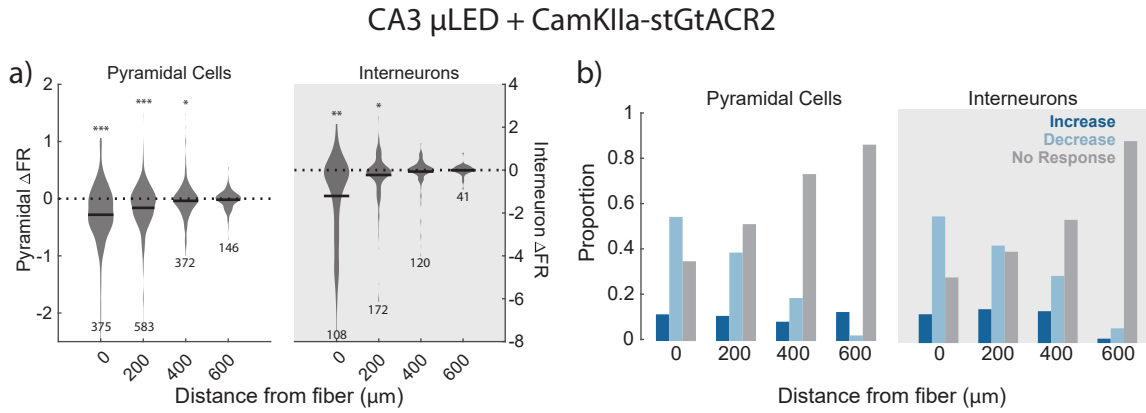 CA3 μLED + CamKIIa-stGtACR2
a)
Pyramidal Cells
Interneurons
Pyramidal ΔFR
2
1
0
-1
-2
***
***
*
375
583
372
146
0
200
400
600
**
*
108
172
120
41
0
200
400
600
4
2
0
-2
-4
-6
-8
Interneuron ΔFR
Distance from fiber (μm)
b)
Pyramidal Cells
Interneurons
Increase
Decrease
No Response
Proportion
1
0.8
0.6
0.4
0.2
0
0 200 400 600
0 200 400 600
Distance from fiber (μm)